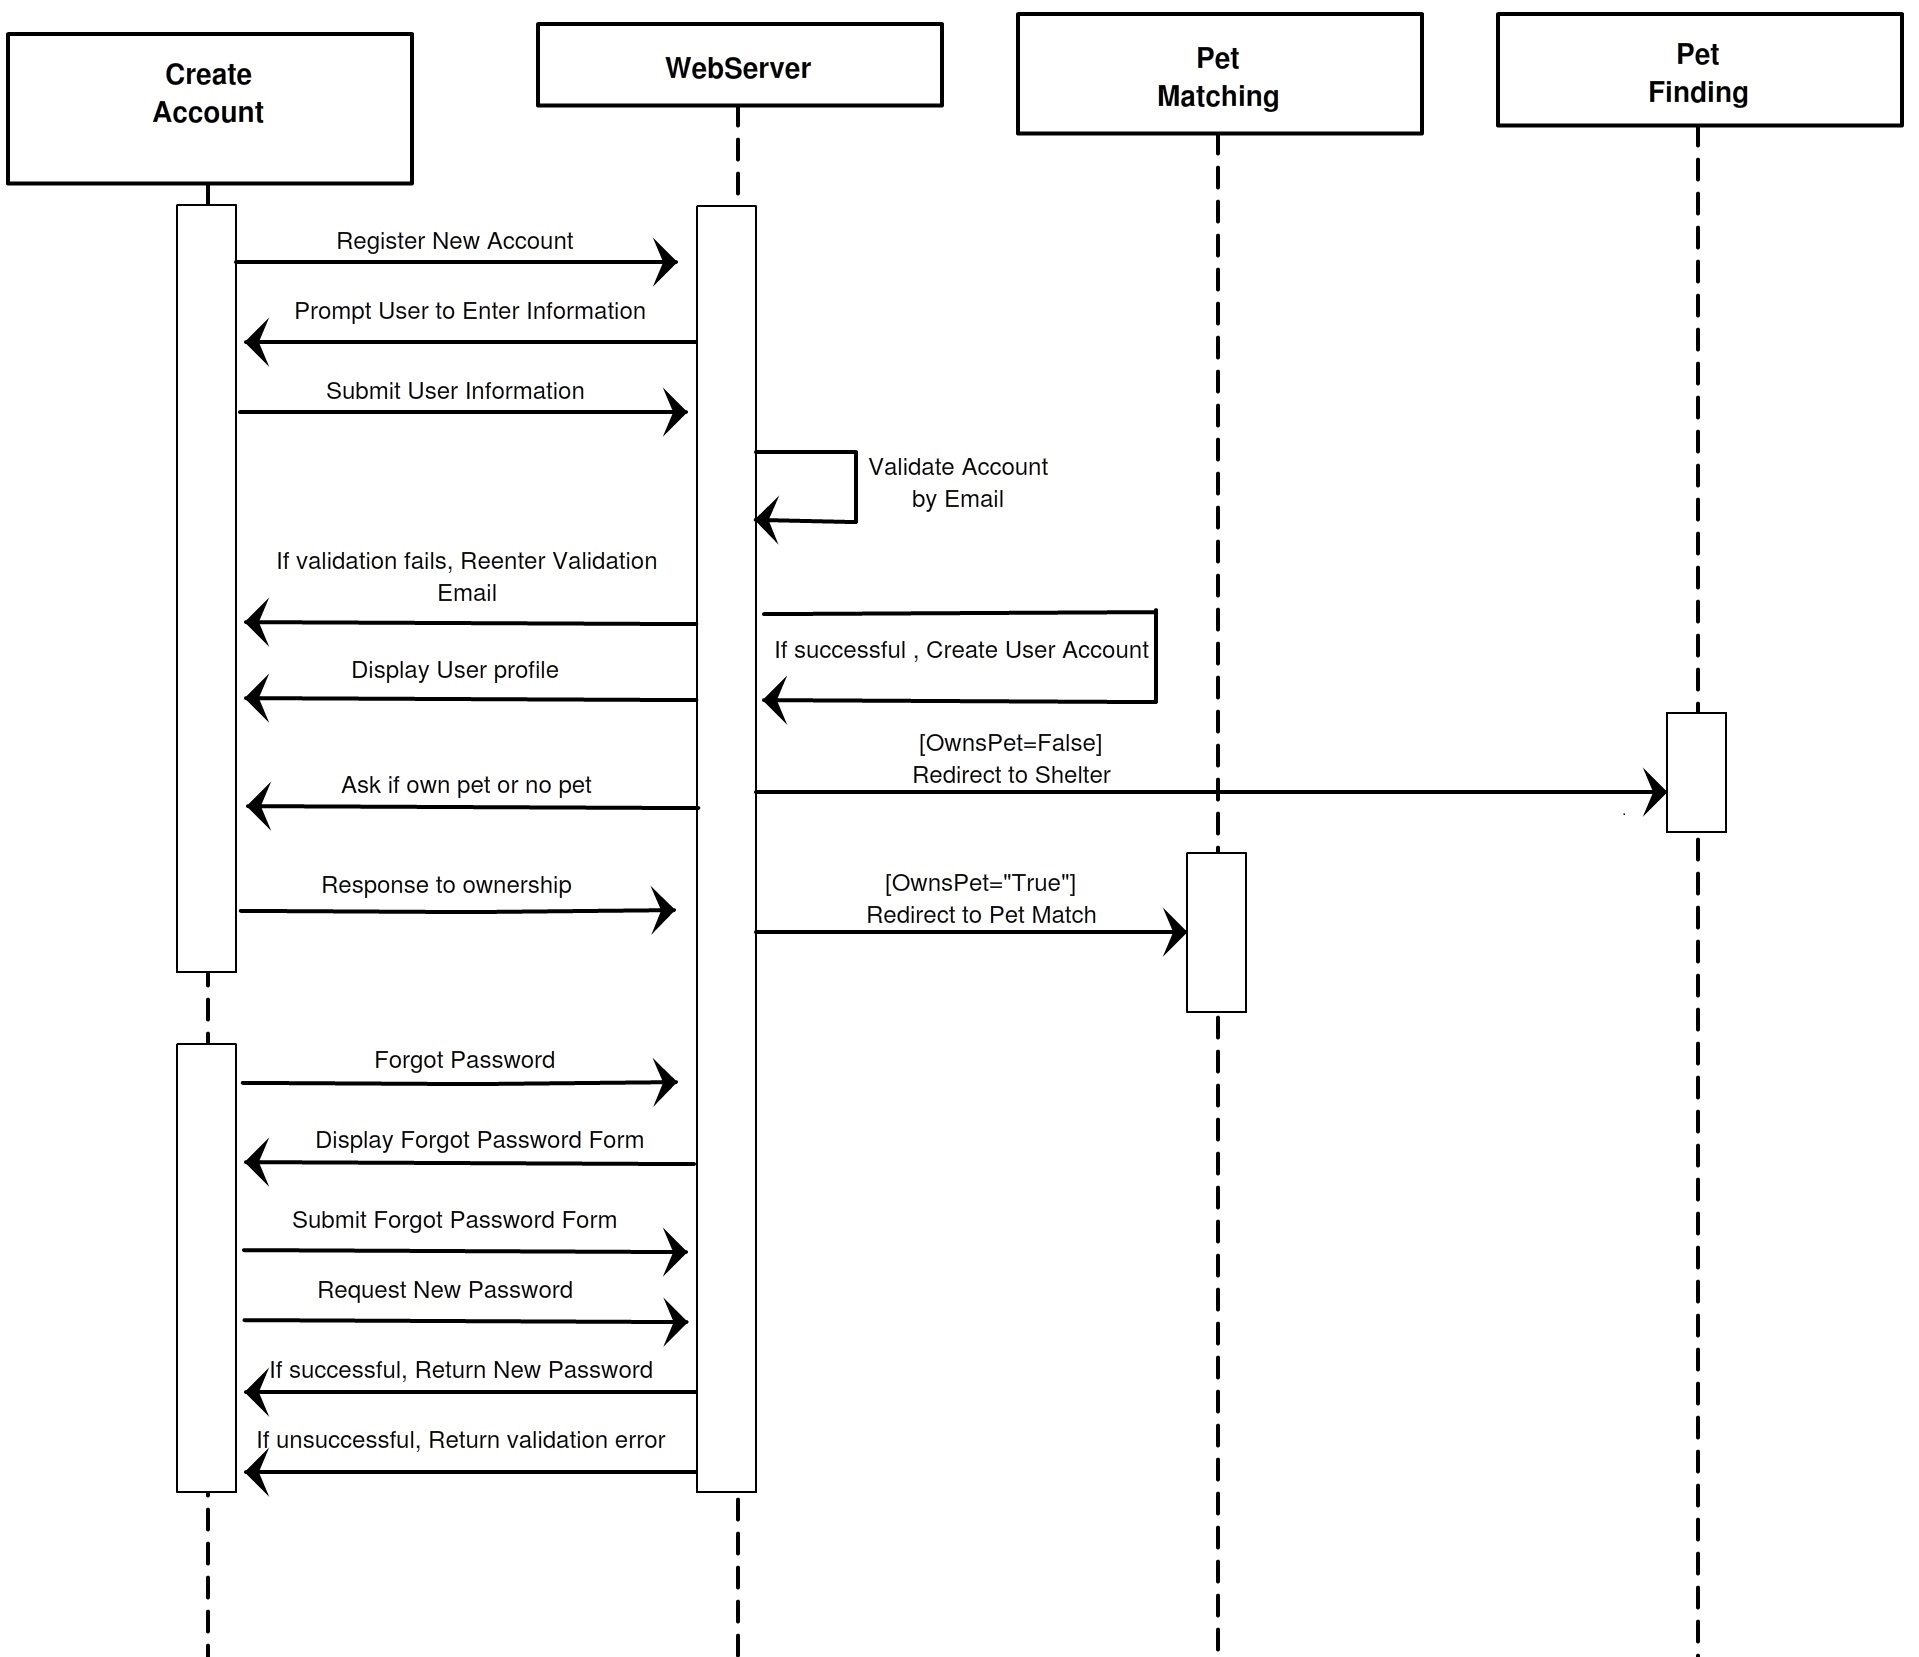 Create
Account
WebServer
Pet
Matching
Pet
Finding
Register New Account
Prompt User to Enter Information
Submit User Information
Validate Account
by Email
If validation fails, Reenter Validation
Email
If successful , Create User Account
Display User profile
[OwnsPet=False]
Redirect to Shelter
Ask if own pet or no pet
Response to ownership
[OwnsPet="True"]
Redirect to Pet Match
Forgot Password
Display Forgot Password Form
Submit Forgot Password Form
Request New Password
If successful, Return New Password
If unsuccessful, Return validation error